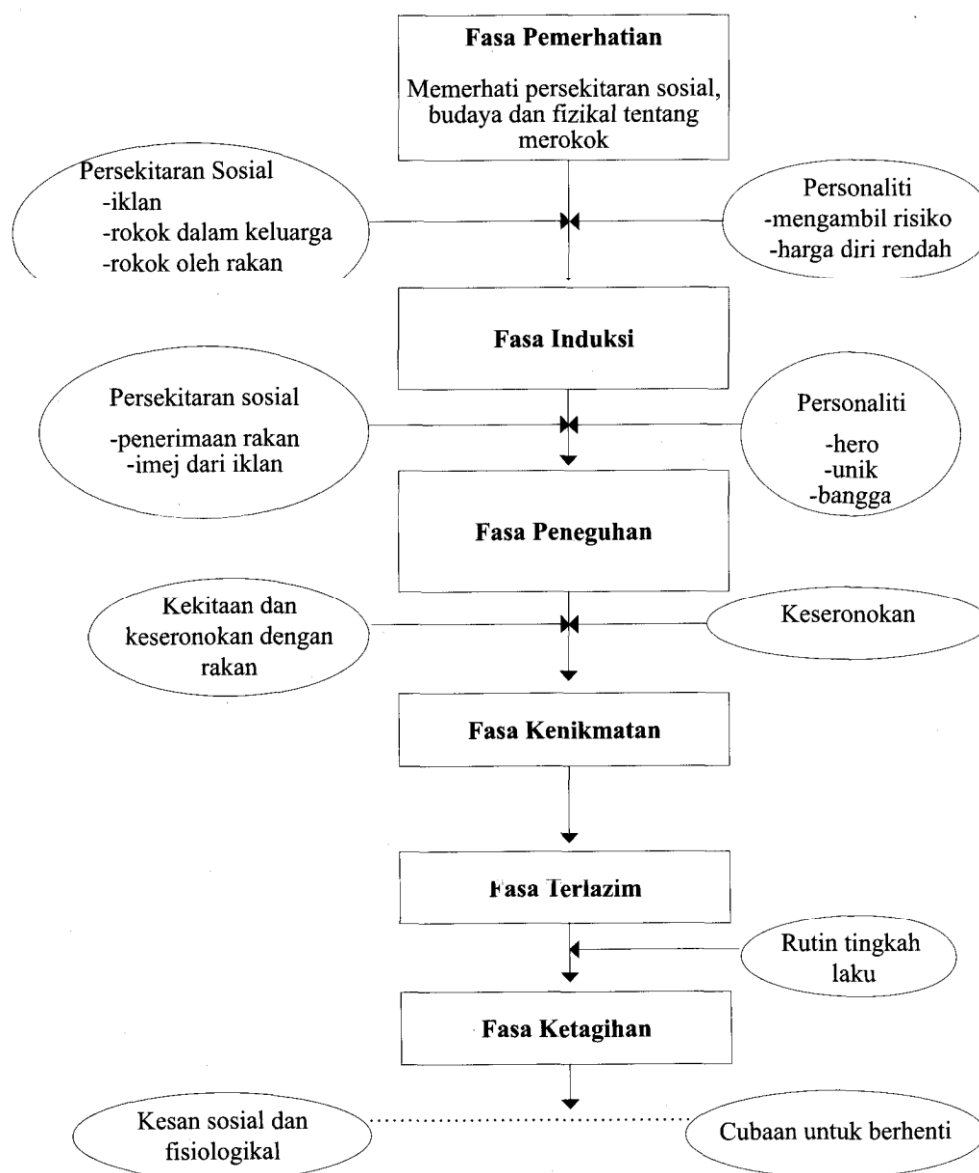 Fasa Pemerhatian
Memerhati persekitaran sosial,
budaya dan fizikal tentang
merokok
Persekitaran Sosial
-iklan
-rokok dalam keluarga
-rokok oleh rakan
Personaliti
-mengambil risiko
-harga diri rendah
Fasa Induksi
Persekitaran sosial
-penerimaan rakan
-imej dari iklan
Personaliti
-hero
-unik
-bangga
Fasa Peneguhan
Kekitaan dan
keseronokan dengan
rakan
Keseronokan
Fasa Kenikmatan
Fasa Terlazim
Rutin tingkah
laku
Fasa Ketagihan
Kesan sosial dan
fisiologikal
Cubaan untuk berhenti